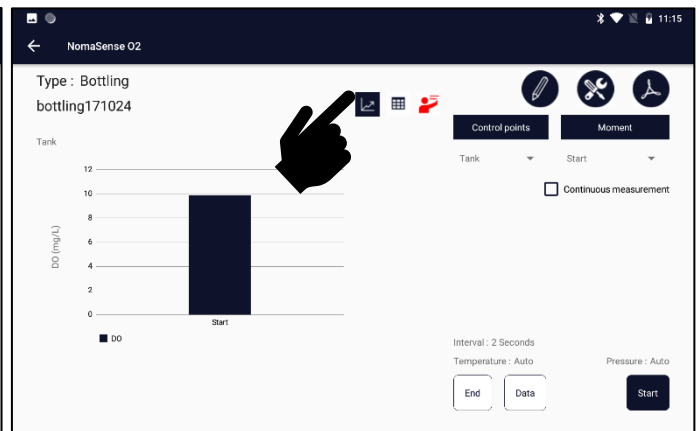 11:15
NomaSense O2
Type : Bottling
bottling171024
Control points
Moment
Tank
Start
Continuous measurement
Tank
12
10
8
6
4
2
0
DO (mg/L)
Start
DO
Interval : 2 Seconds
Temperature : Auto
Pressure : Auto
End
Data
Start